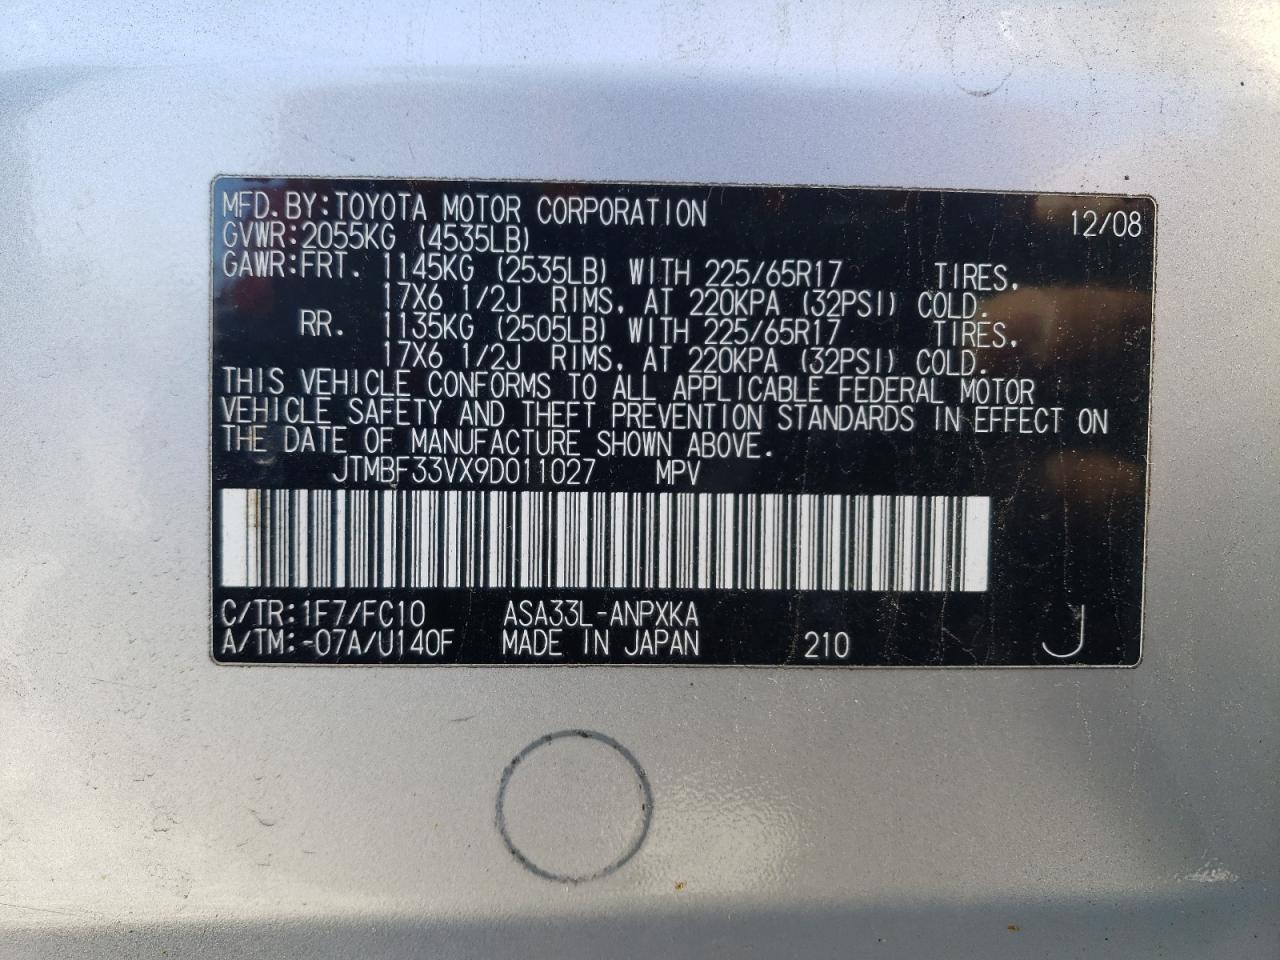 MFD.BY:TOYOTA MOTOR CORPORATION 12/08
GVWR:2055KG (4535LB)
GAWR:FRT. 1145KG (2535LB) WITH 225/65R17 TIRES,
17X6 1/2J RIMS, AT 220KPA (32PSI) COLD.
RR. 1135KG (2505LB) WITH 225/65R17 TIRES,
17X6 1/2J RIMS, AT 220KPA (32PSI) COLD.
THIS VEHICLE CONFORMS TO ALL APPLICABLE FEDERAL MOTOR
VEHICLE SAFETY AND THEFT PREVENTION STANDARDS IN EFFECT ON
THE DATE OF MANUFACTURE SHOWN ABOVE.
JTMBF33VX9D011027 MPV
C/TR:1F7/FC10 ASA33L-ANPXKA
A/TM:-07A/U140F MADE IN JAPAN 210 J